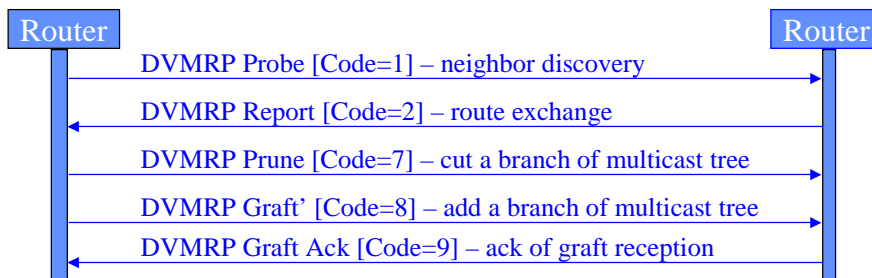 Router
Router
DVMRP Probe [Code=1] – neighbor discovery
DVMRP Report [Code=2] – route exchange
DVMRP Prune [Code=7] – cut a branch of multicast tree
DVMRP Graft’ [Code=8] – add a branch of multicast tree
DVMRP Graft Ack [Code=9] – ack of graft reception